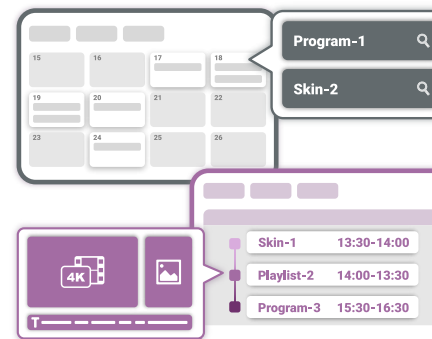 15 16 17 18
Program-1
Skin-2
19 20 21 22
23 24 25 26
Skin-1 13:30-14:00
4K
Playlist-2 14:00-13:30
T
Program-3 15:30-16:30